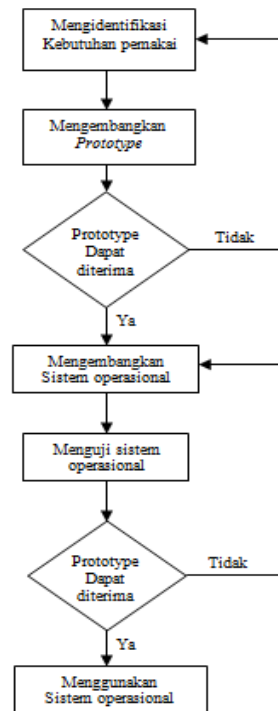 Mengidentifikasi
Kebutuhan pemakai
Mengembangkan
Prototype
Prototype
Dapat
diterima
Tidak
Ya
Mengembangkan
Sistem operasional
Menguji sistem
operasional
Prototype
Dapat
diterima
Tidak
Ya
Menggunakan
Sistem operasional